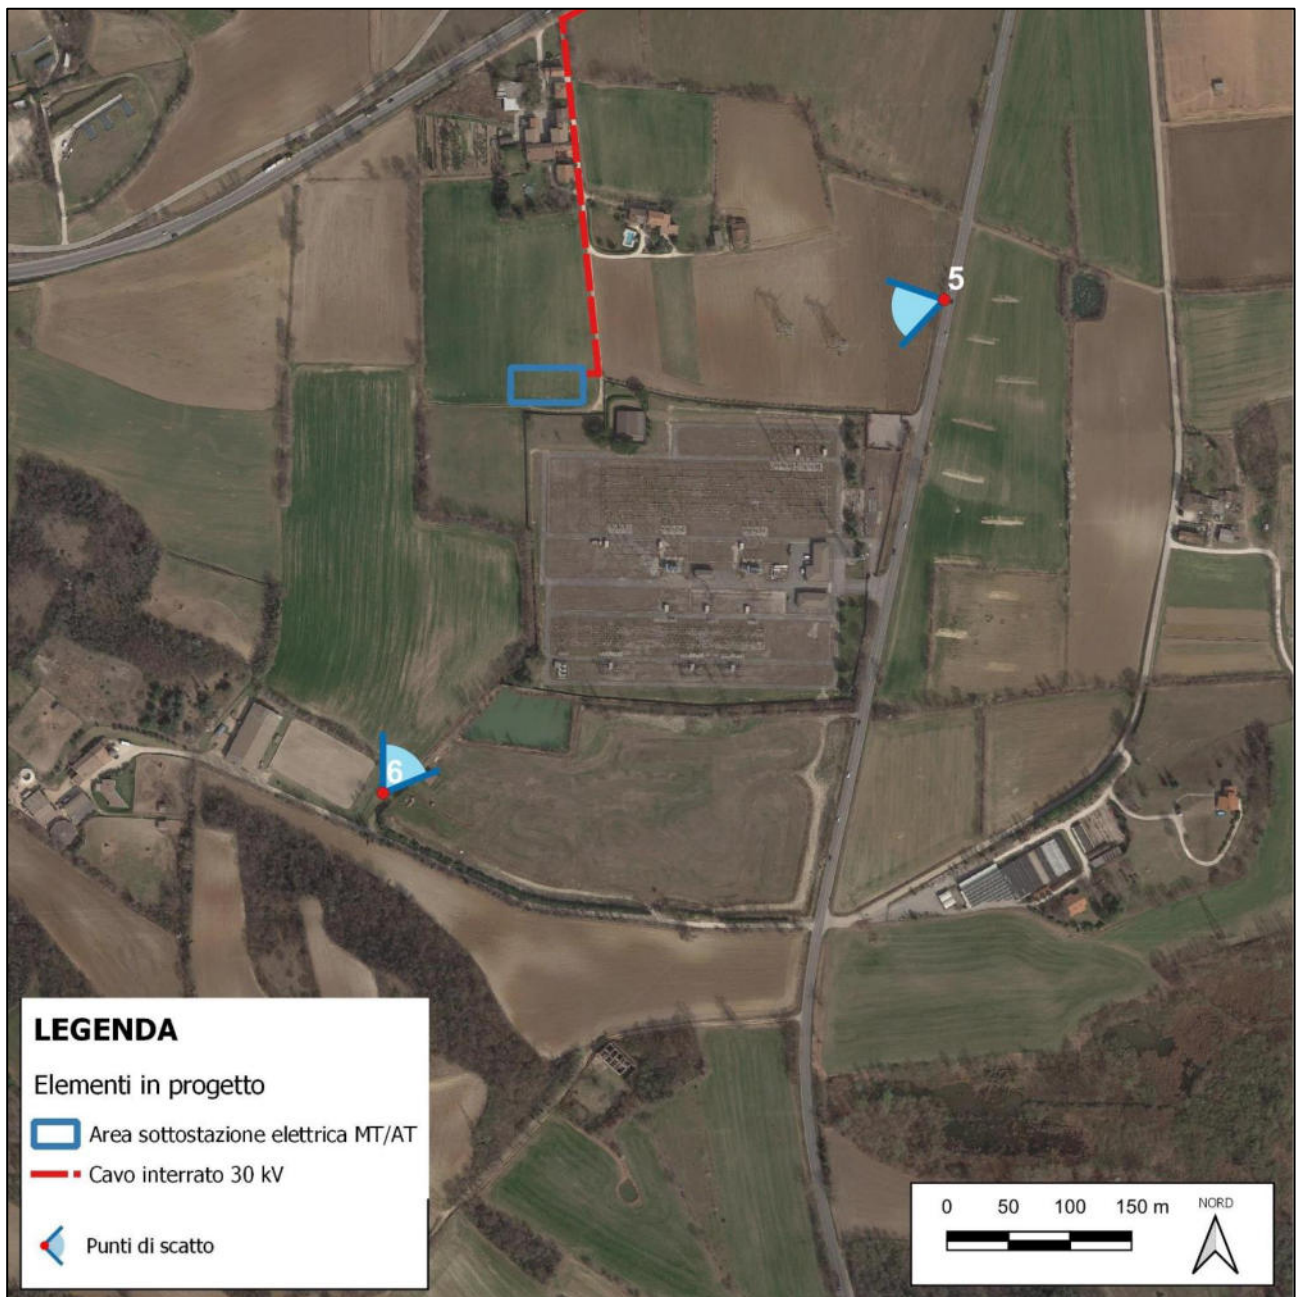 5
6
LEGENDA
Elementi in progetto
Area sottostazione elettrica MT/AT
Cavo interrato 30 kV
Punti di scatto
0 50 100 150 m
NORD